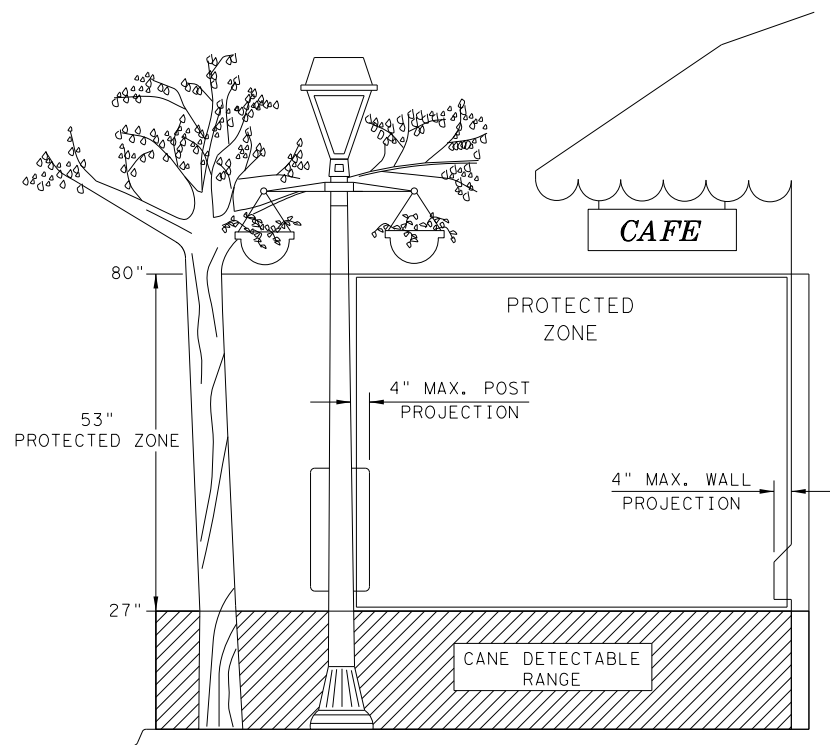 CAFE
80"
PROTECTED
ZONE
4" MAX. POST
PROJECTION
53"
PROTECTED ZONE
4" MAX. WALL
PROJECTION
27"
CANE DETECTABLE
RANGE